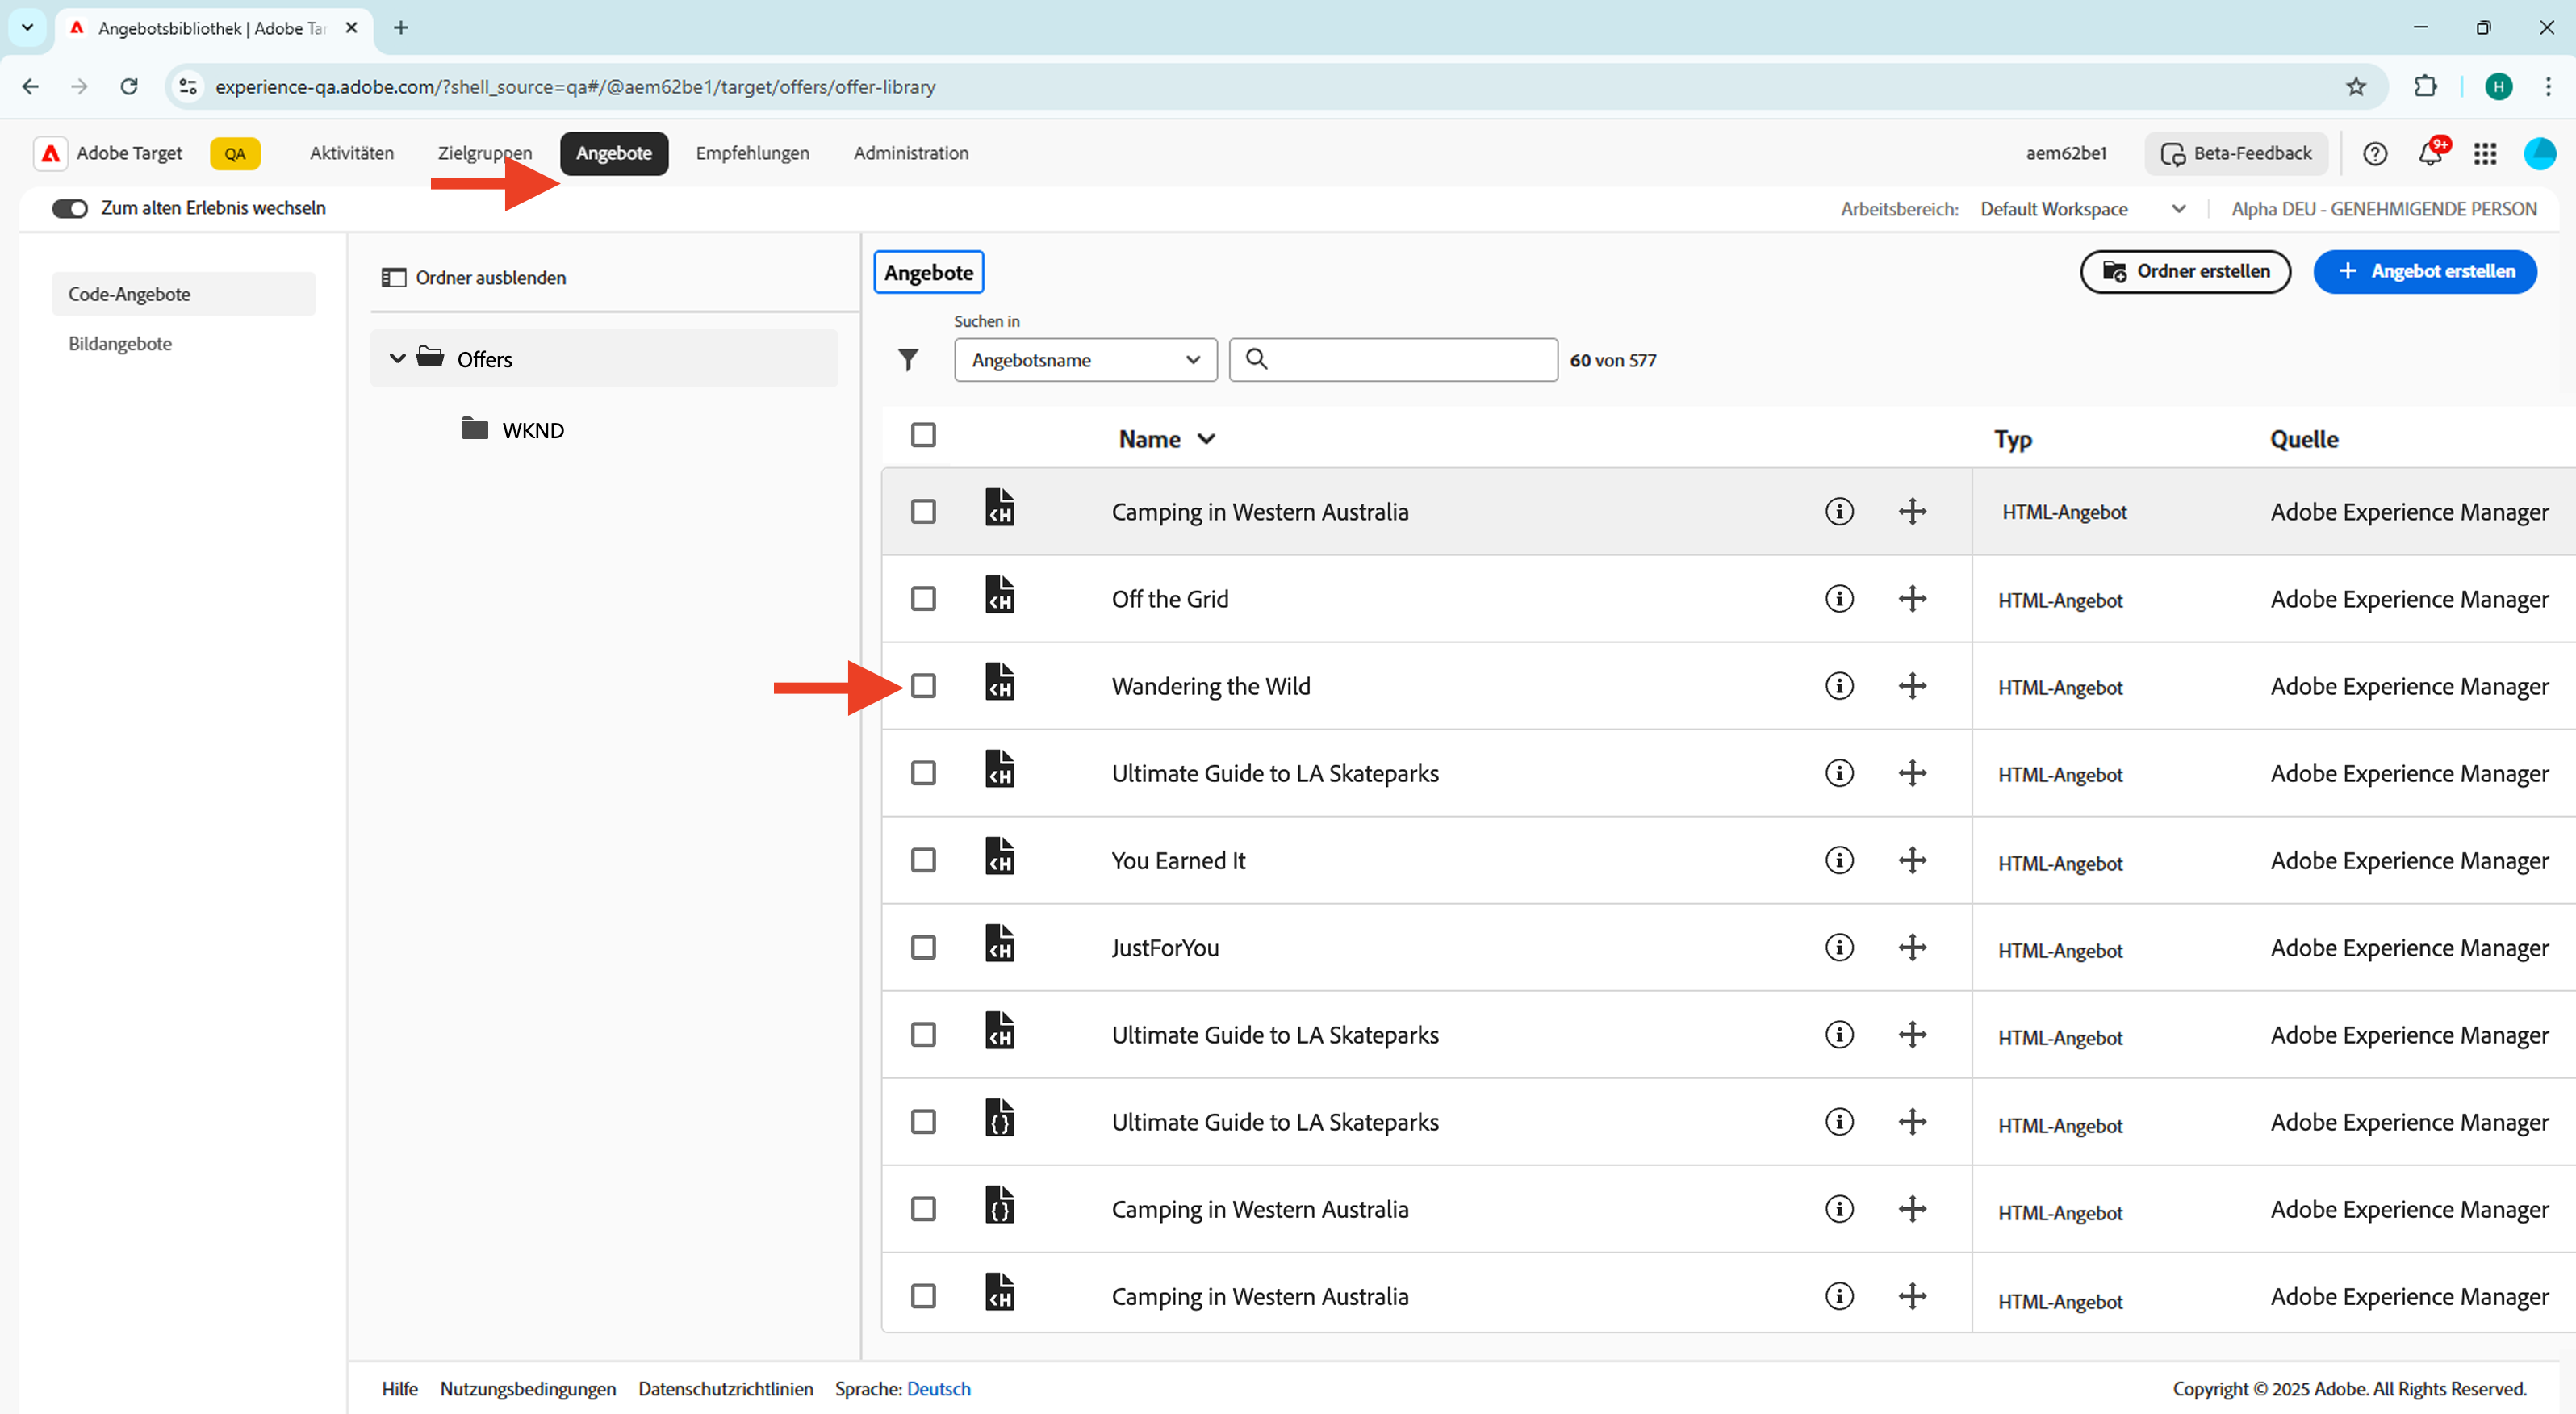 Angebotsbibliothek | Adobe Tar
experience-qa.adobe.com/?shell_source=qa#/@aem62be1/target/offers/offer-library
H
Adobe Target
QA
Aktivitäten
Zielgruppen
Angebote
Empfehlungen
Administration
aem62be1
Beta-Feedback
9+
Zum alten Erlebnis wechseln
Arbeitsbereich: Default Workspace
Alpha DEU - GENEHMIGENDE PERSON
Code-Angebote
Bildangebote
Ordner ausblenden
Offers
WKND
Angebote
Ordner erstellen
Angebot erstellen
Suchen in
Angebotsname
60 von 577
Name Typ Quelle
Camping in Western Australia HTML-Angebot Adobe Experience Manager
Off the Grid HTML-Angebot Adobe Experience Manager
Wandering the Wild HTML-Angebot Adobe Experience Manager
Ultimate Guide to LA Skateparks HTML-Angebot Adobe Experience Manager
You Earned It HTML-Angebot Adobe Experience Manager
JustForYou HTML-Angebot Adobe Experience Manager
Ultimate Guide to LA Skateparks HTML-Angebot Adobe Experience Manager
Ultimate Guide to LA Skateparks HTML-Angebot Adobe Experience Manager
Camping in Western Australia HTML-Angebot Adobe Experience Manager
Camping in Western Australia HTML-Angebot Adobe Experience Manager
Hilfe Nutzungsbedingungen Datenschutzrichtlinien Sprache: Deutsch
Copyright © 2025 Adobe. All Rights Reserved.